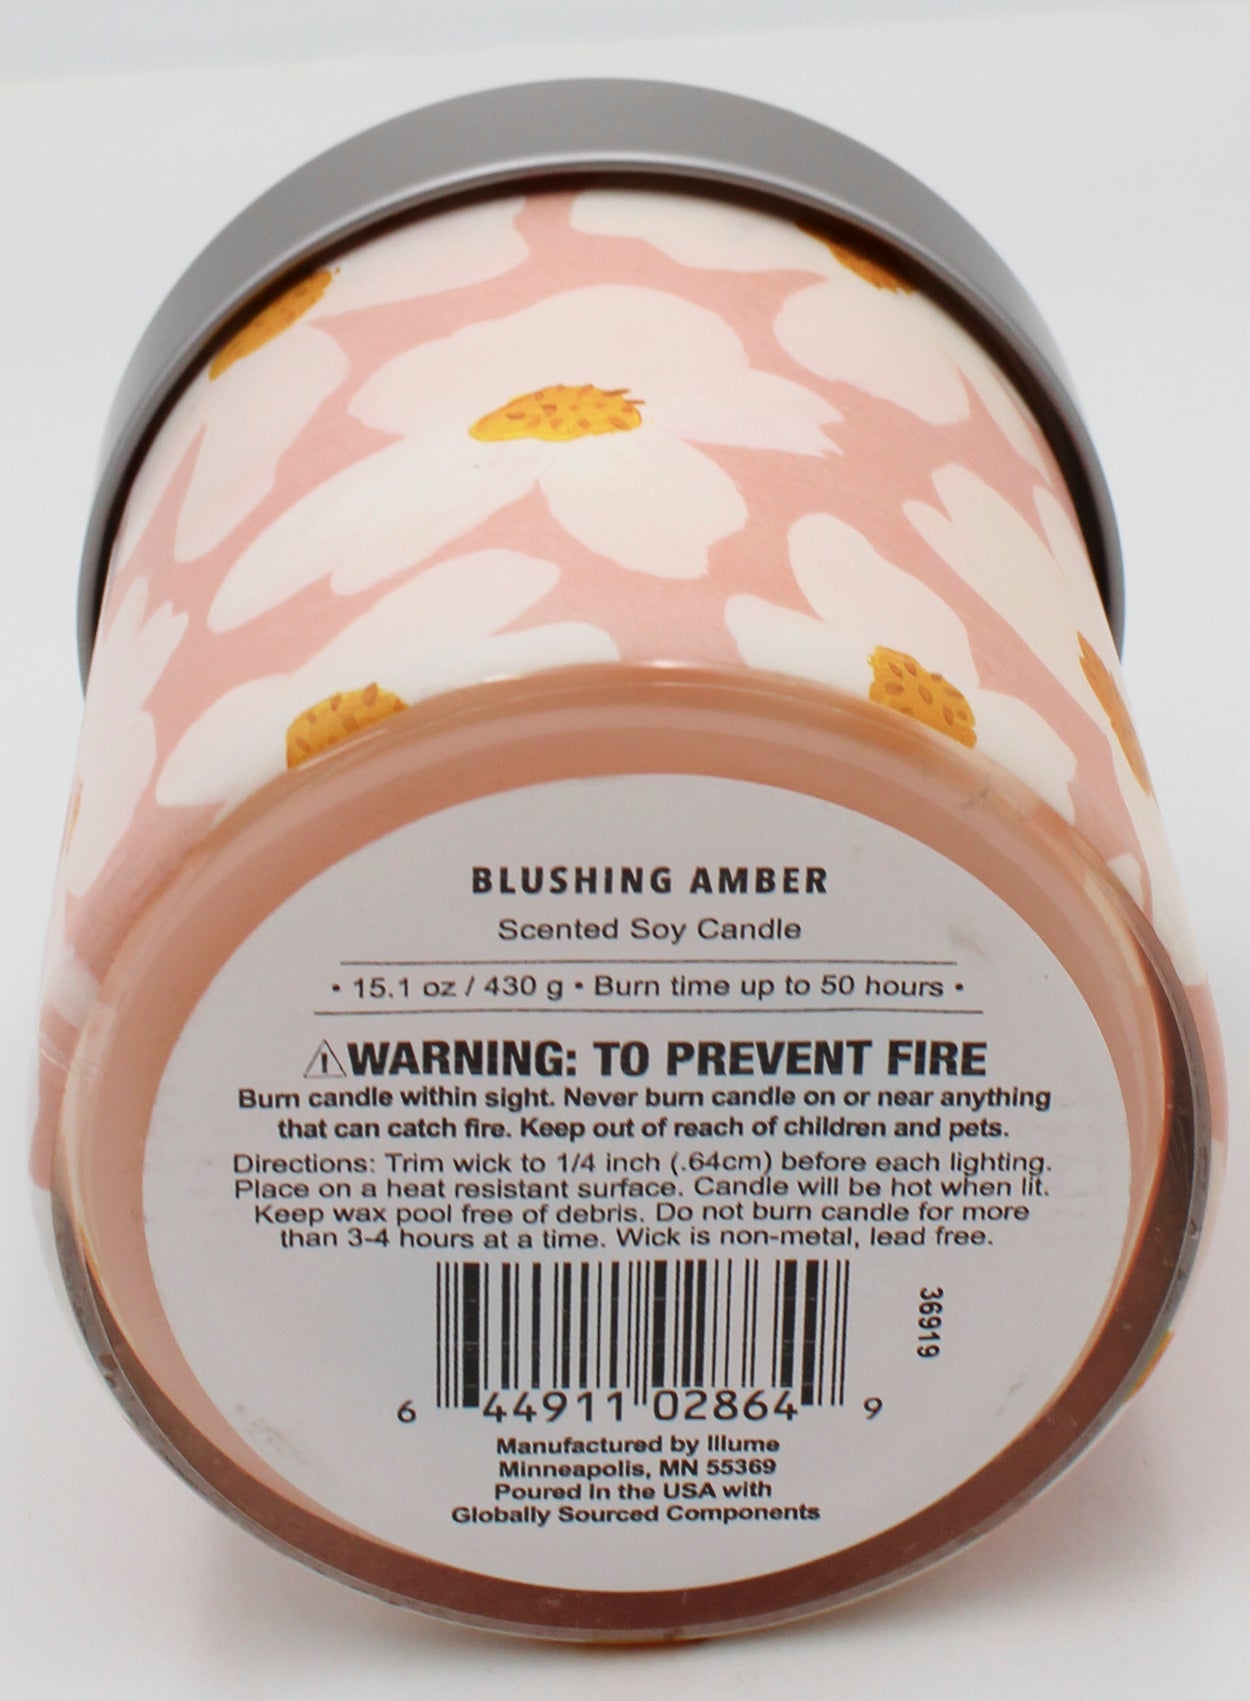 BLUSHING AMBER
Scented Soy Candle
• 15.1 oz / 430 g • Burn time up to 50 hours •
⚠WARNING: TO PREVENT FIRE
Burn candle within sight. Never burn candle on or near anything
that can catch fire. Keep out of reach of children and pets.
Directions: Trim wick to 1/4 inch (.64cm) before each lighting.
Place on a heat resistant surface. Candle will be hot when lit.
Keep wax pool free of debris. Do not burn candle for more
than 3-4 hours at a time. Wick is non-metal, lead free.
36919
6 44911 02864 9
Manufactured by Illume
Minneapolis, MN 55369
Poured in the USA with
Globally Sourced Components